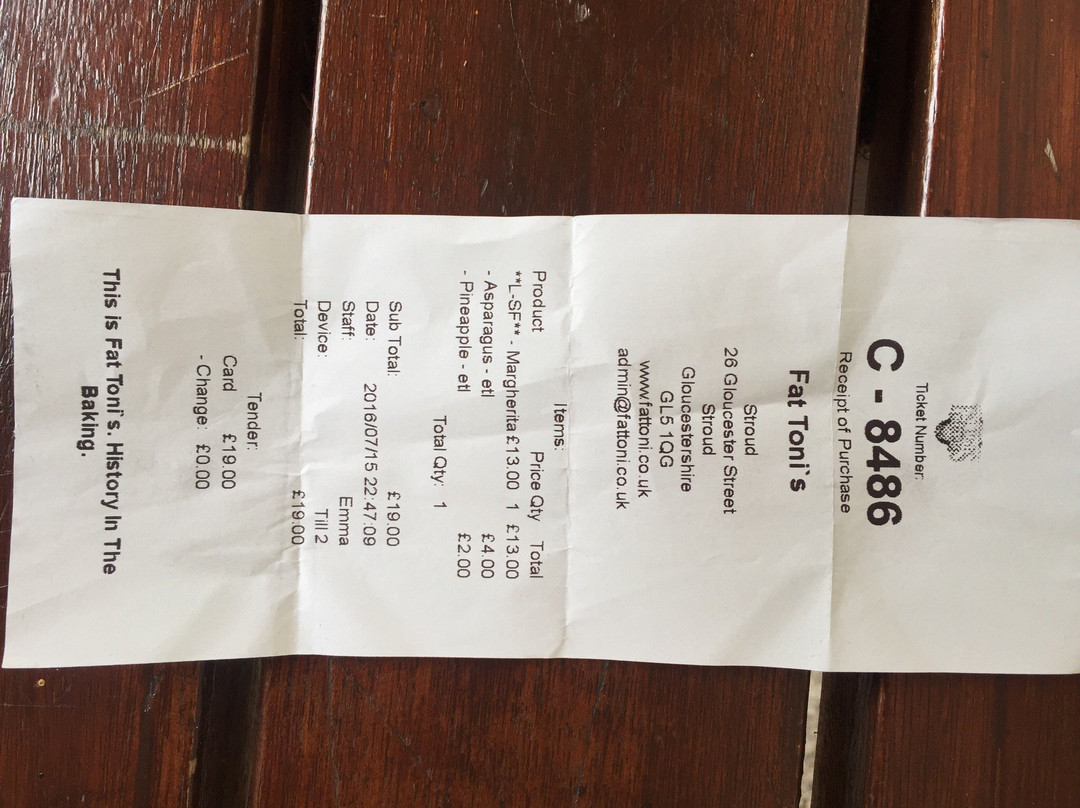 Ticket Number:
C - 8486
Receipt of Purchase
Fat Toni`s
Stroud
26 Gloucester Street
Stroud
Gloucestershire
GL5 1QG
www.fattoni.co.uk
admin@fattoni.co.uk
Items:
Product Price Qty Total
**L-SF** - Margherita £13.00 1 £13.00
- Asparagus - etl £4.00
- Pineapple - etl £2.00
Total Qty: 1
Sub Total: £19.00
Date: 2018/07/15 22:47:09
Staff: Emma
Device: Till 2
Total: £19.00
Tender:
Card £19.00
- Change: £0.00
This is Fat Toni`s. History In The
Baking.